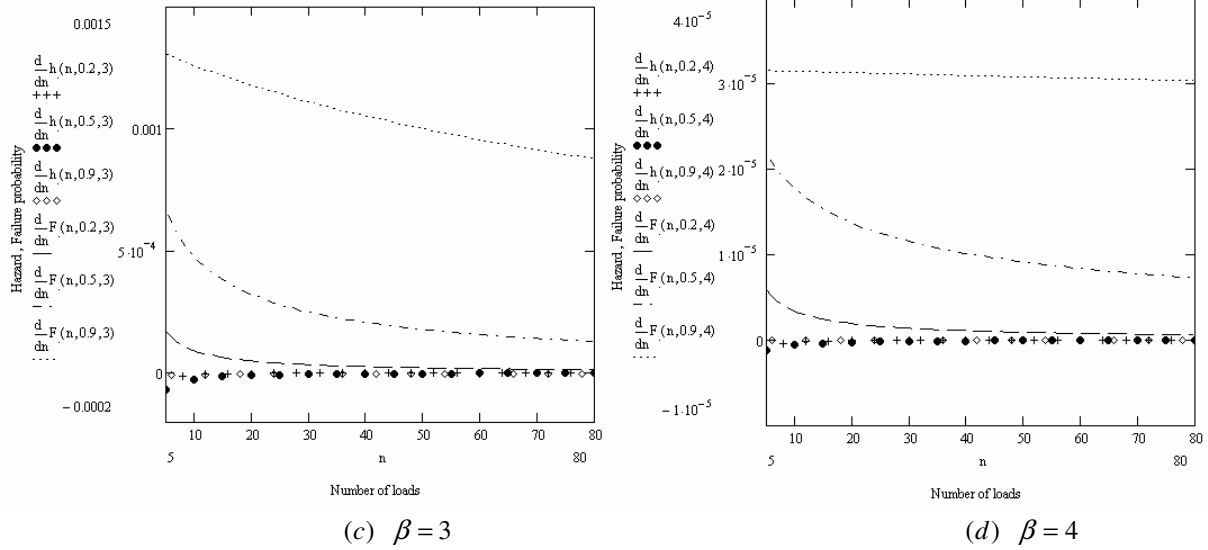 0.0015
d/dn h(n,0.2,3)
+++
d/dn h(n,0.5,3)
●●●
d/dn h(n,0.9,3)
◇◇◇
d/dn F(n,0.2,3)
—
d/dn F(n,0.5,3)
— ·
d/dn F(n,0.9,3)
····
Hazard , Failure probability
0.001
5·10⁻⁴
0
− 0.0002
10 20 30 40 50 60 70 80
5 n 80
Number of loads
(c) β = 3
4·10⁻⁵
d/dn h(n,0.2,4)
+++
d/dn h(n,0.5,4)
●●●
d/dn h(n,0.9,4)
◇◇◇
d/dn F(n,0.2,4)
—
d/dn F(n,0.5,4)
— ·
d/dn F(n,0.9,4)
····
Hazard , Failure probability
3·10⁻⁵
2·10⁻⁵
1·10⁻⁵
0
− 1·10⁻⁵
10 20 30 40 50 60 70 80
5 n 80
Number of loads
(d) β = 4